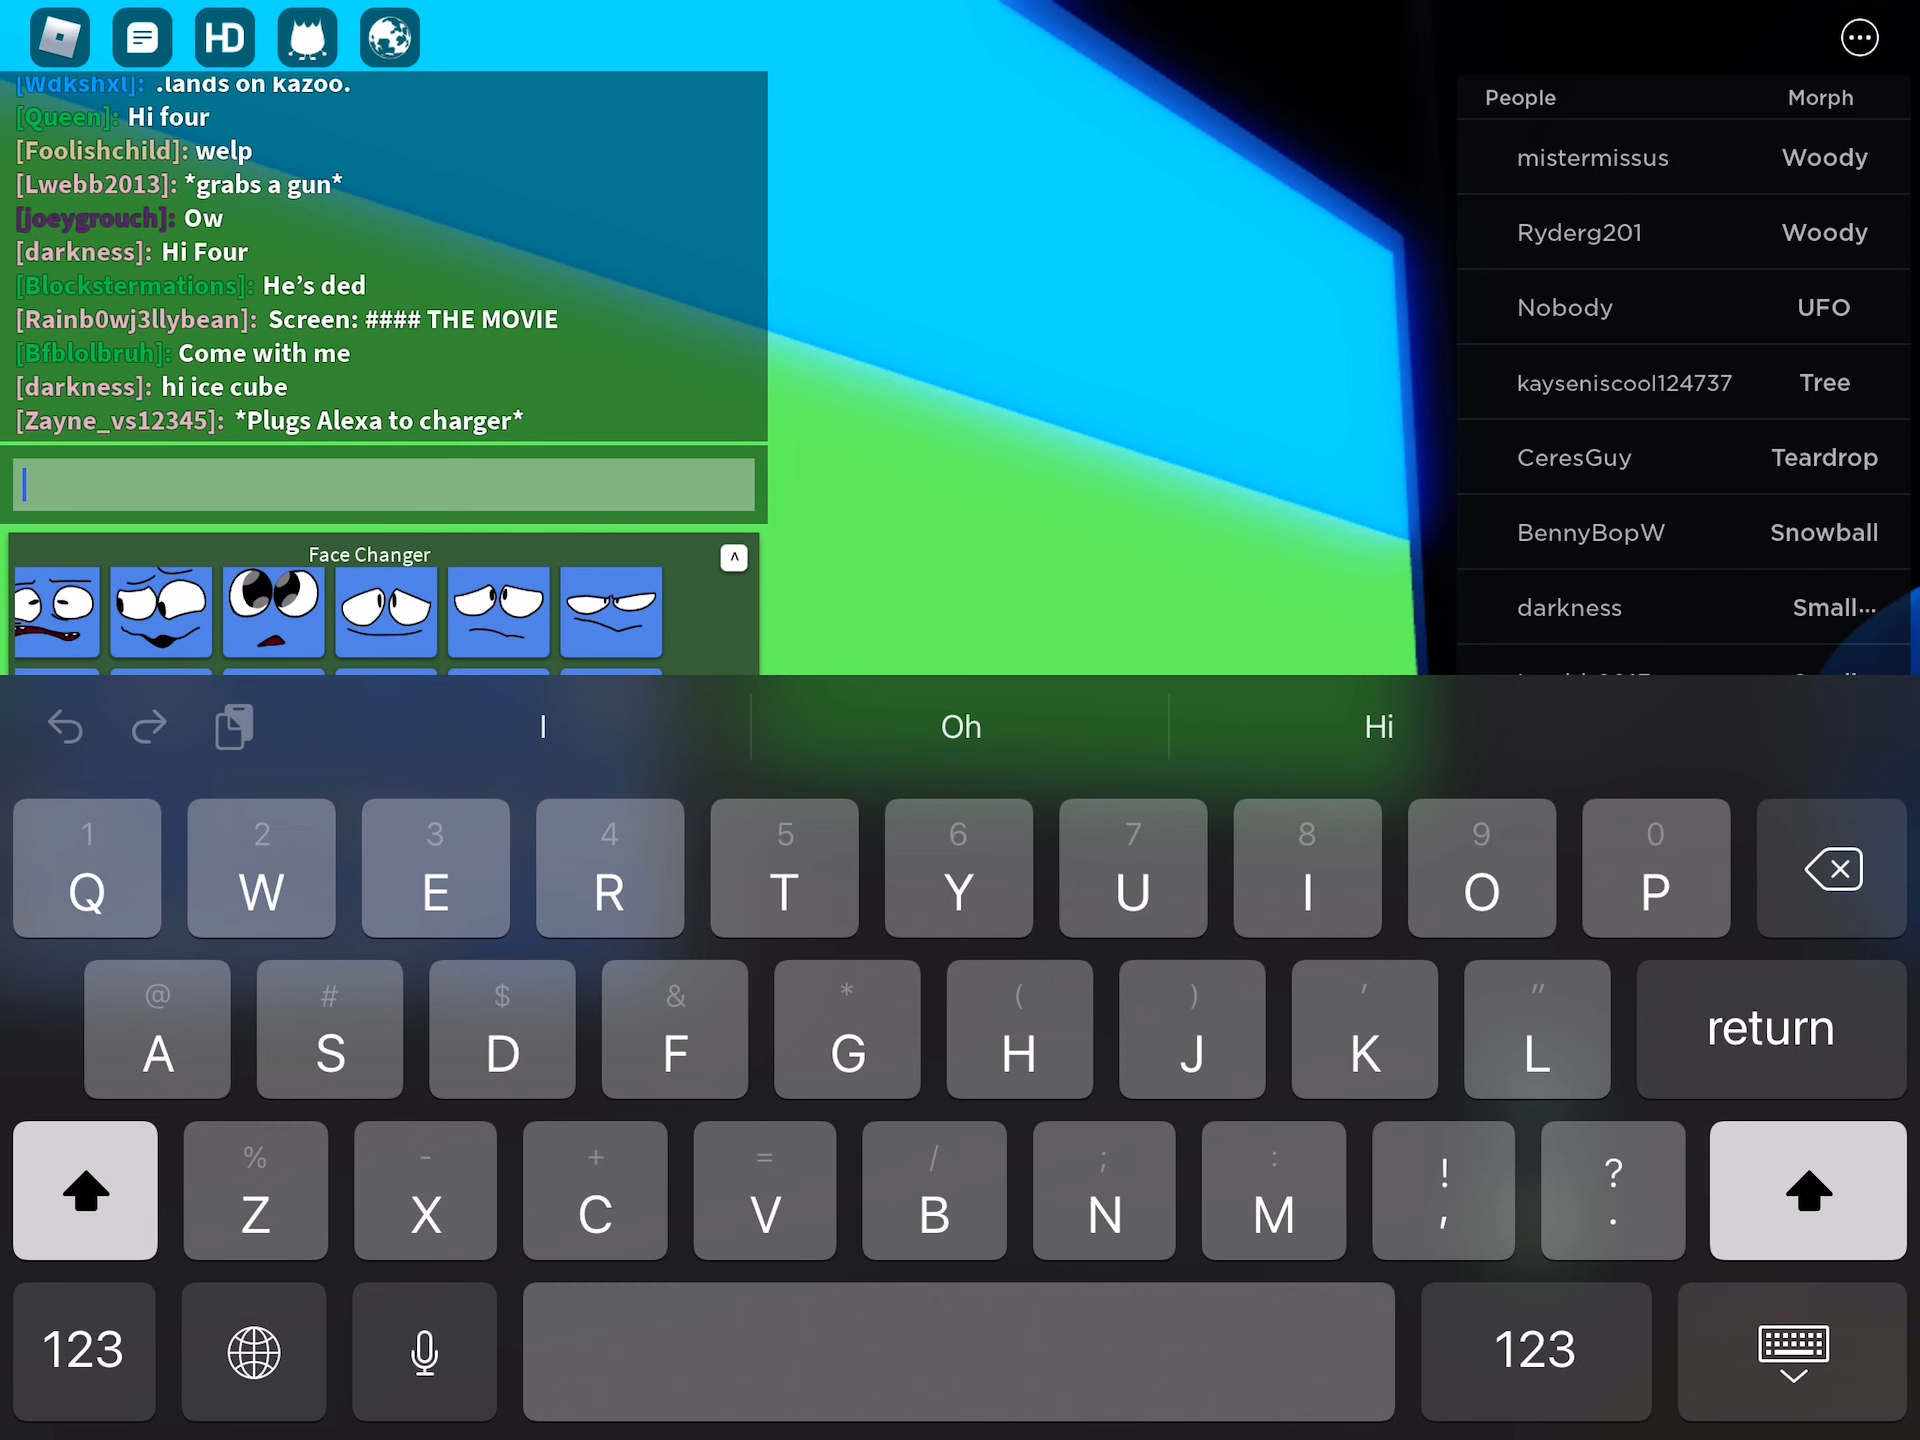 HD
[Wdkshxl]: .lands on kazoo.
[Queen]: Hi four
[Foolishchild]: welp
[Lwebb2013]: *grabs a gun*
[joeygrouch]: Ow
[darkness]: Hi Four
[Blockstermations]: He’s ded
[Rainb0wj3llybean]: Screen: #### THE MOVIE
[Bfblolbruh]: Come with me
[darkness]: hi ice cube
[Zayne_vs12345]: *Plugs Alexa to charger*
People Morph
mistermissus Woody
Ryderg201 Woody
Nobody UFO
kayseniscool124737 Tree
CeresGuy Teardrop
BennyBopW Snowball
darkness Small...
Face Changer ^
I Oh Hi
1 2 3 4 5 6 7 8 9 0
Q W E R T Y U I O P
@ # $ & * ( ) ' "
A S D F G H J K L return
% - + = / ; : ! ?
Z X C V B N M , .
123 123